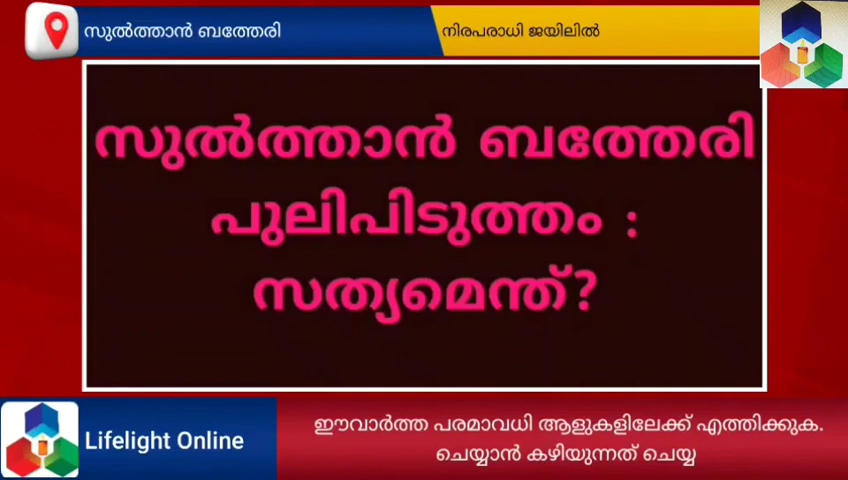 സുൽത്താൻ ബത്തേരി
നിരപരാധി ജയിലിൽ
സുൽത്താൻ ബത്തേരി
പുലിപിടുത്തം :
സത്യമെന്ത്?
Lifelight Online
ഈവാർത്ത പരമാവധി ആളുകളിലേക്ക് എത്തിക്കുക.
ചെയ്യാൻ കഴിയുന്നത് ചെയ്യ